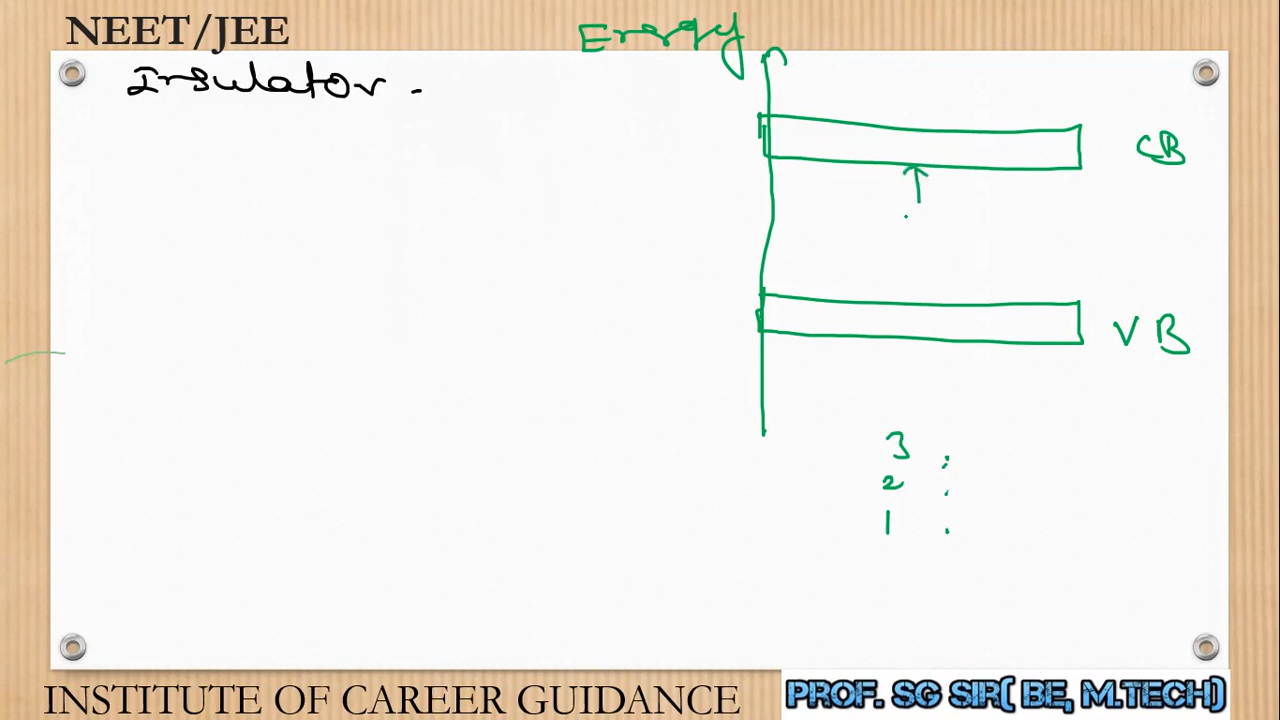 NEET/JEE
Energy
Insulator -
CB
VB
3 :
2 .
1 .
INSTITUTE OF CAREER GUIDANCE
PROF. SG SIR( BE, M.TECH)